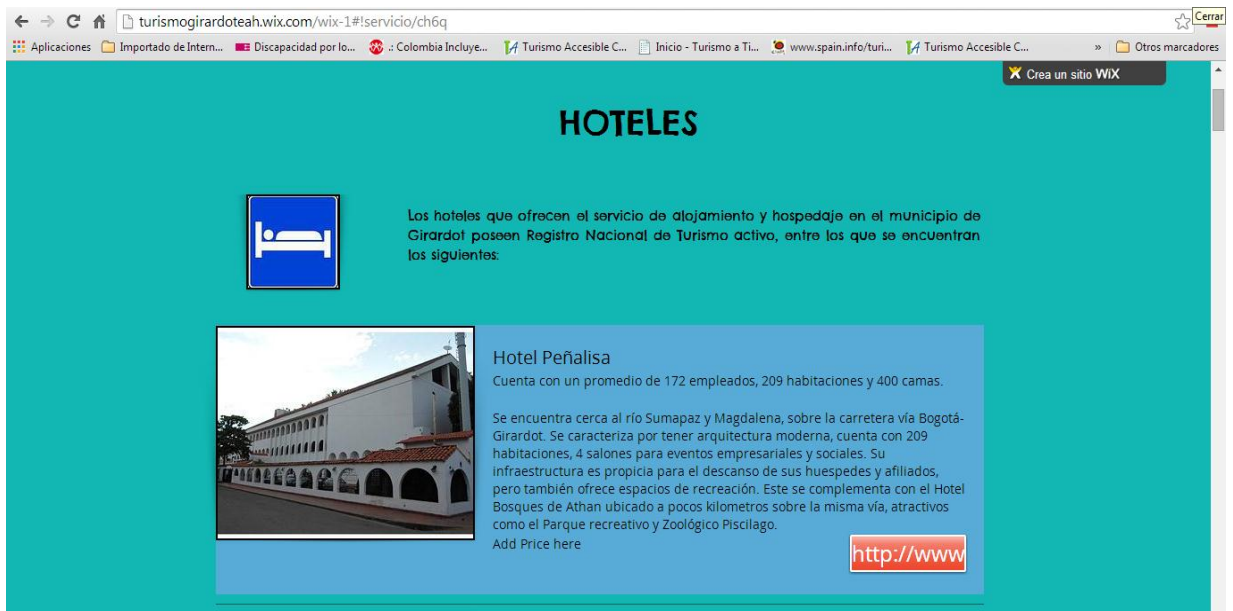 turismogirardoteah.wix.com/wix-1#!servicio/ch6q
Cerrar
Aplicaciones Importado de Intern... Discapacidad por lo... .: Colombia Incluye... Turismo Accesible C... Inicio - Turismo a Ti... www.spain.info/turi... Turismo Accesible C... » Otros marcadores
Crea un sitio WiX
HOTELES
Los hoteles que ofrecen el servicio de alojamiento y hospedaje en el municipio de
Girardot poseen Registro Nacional de Turismo activo, entre los que se encuentran
los siguientes:
Hotel Peñalisa
Cuenta con un promedio de 172 empleados, 209 habitaciones y 400 camas.
Se encuentra cerca al río Sumapaz y Magdalena, sobre la carretera vía Bogotá-
Girardot. Se caracteriza por tener arquitectura moderna, cuenta con 209
habitaciones, 4 salones para eventos empresariales y sociales. Su
infraestructura es propicia para el descanso de sus huespedes y afiliados,
pero también ofrece espacios de recreación. Este se complementa con el Hotel
Bosques de Athan ubicado a pocos kilometros sobre la misma vía, atractivos
como el Parque recreativo y Zoológico Piscilago.
Add Price here
http://www